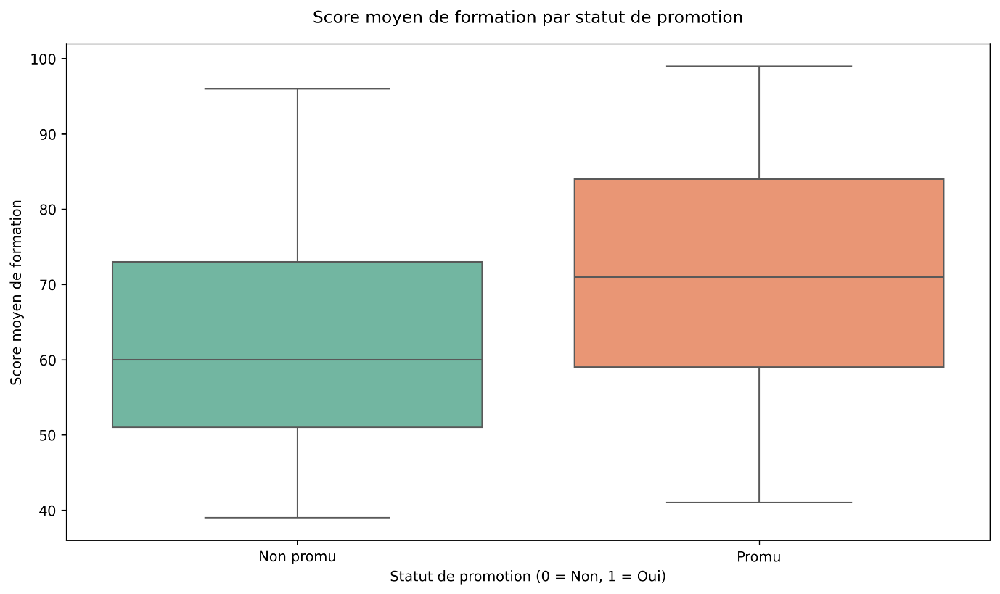 Score moyen de formation par statut de promotion
100
90
80
70
60
50
40
Score moyen de formation
Non promu
Promu
Statut de promotion (0 = Non, 1 = Oui)